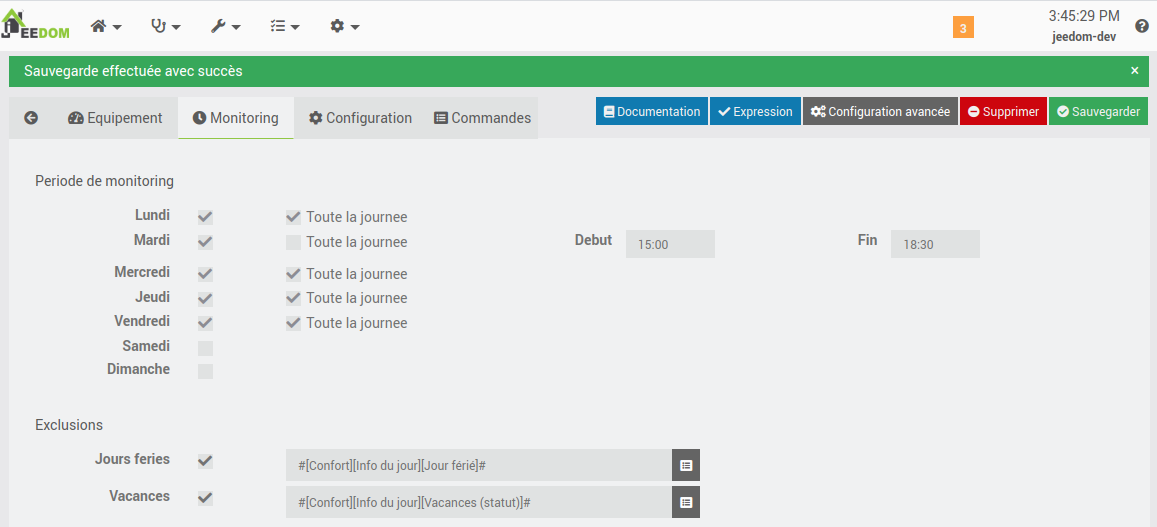 JEEDOM
3
3:45:29 PM
jeedom-dev
Sauvegarde effectuée avec succès ×
Equipement Monitoring Configuration Commandes Documentation Expression Configuration avancée Supprimer Sauvegarder
Periode de monitoring
Lundi Toute la journee
Mardi Toute la journee Debut 15:00 Fin 18:30
Mercredi Toute la journee
Jeudi Toute la journee
Vendredi Toute la journee
Samedi
Dimanche
Exclusions
Jours feries #[Confort][Info du jour][Jour férié]#
Vacances #[Confort][Info du jour][Vacances (statut)]#